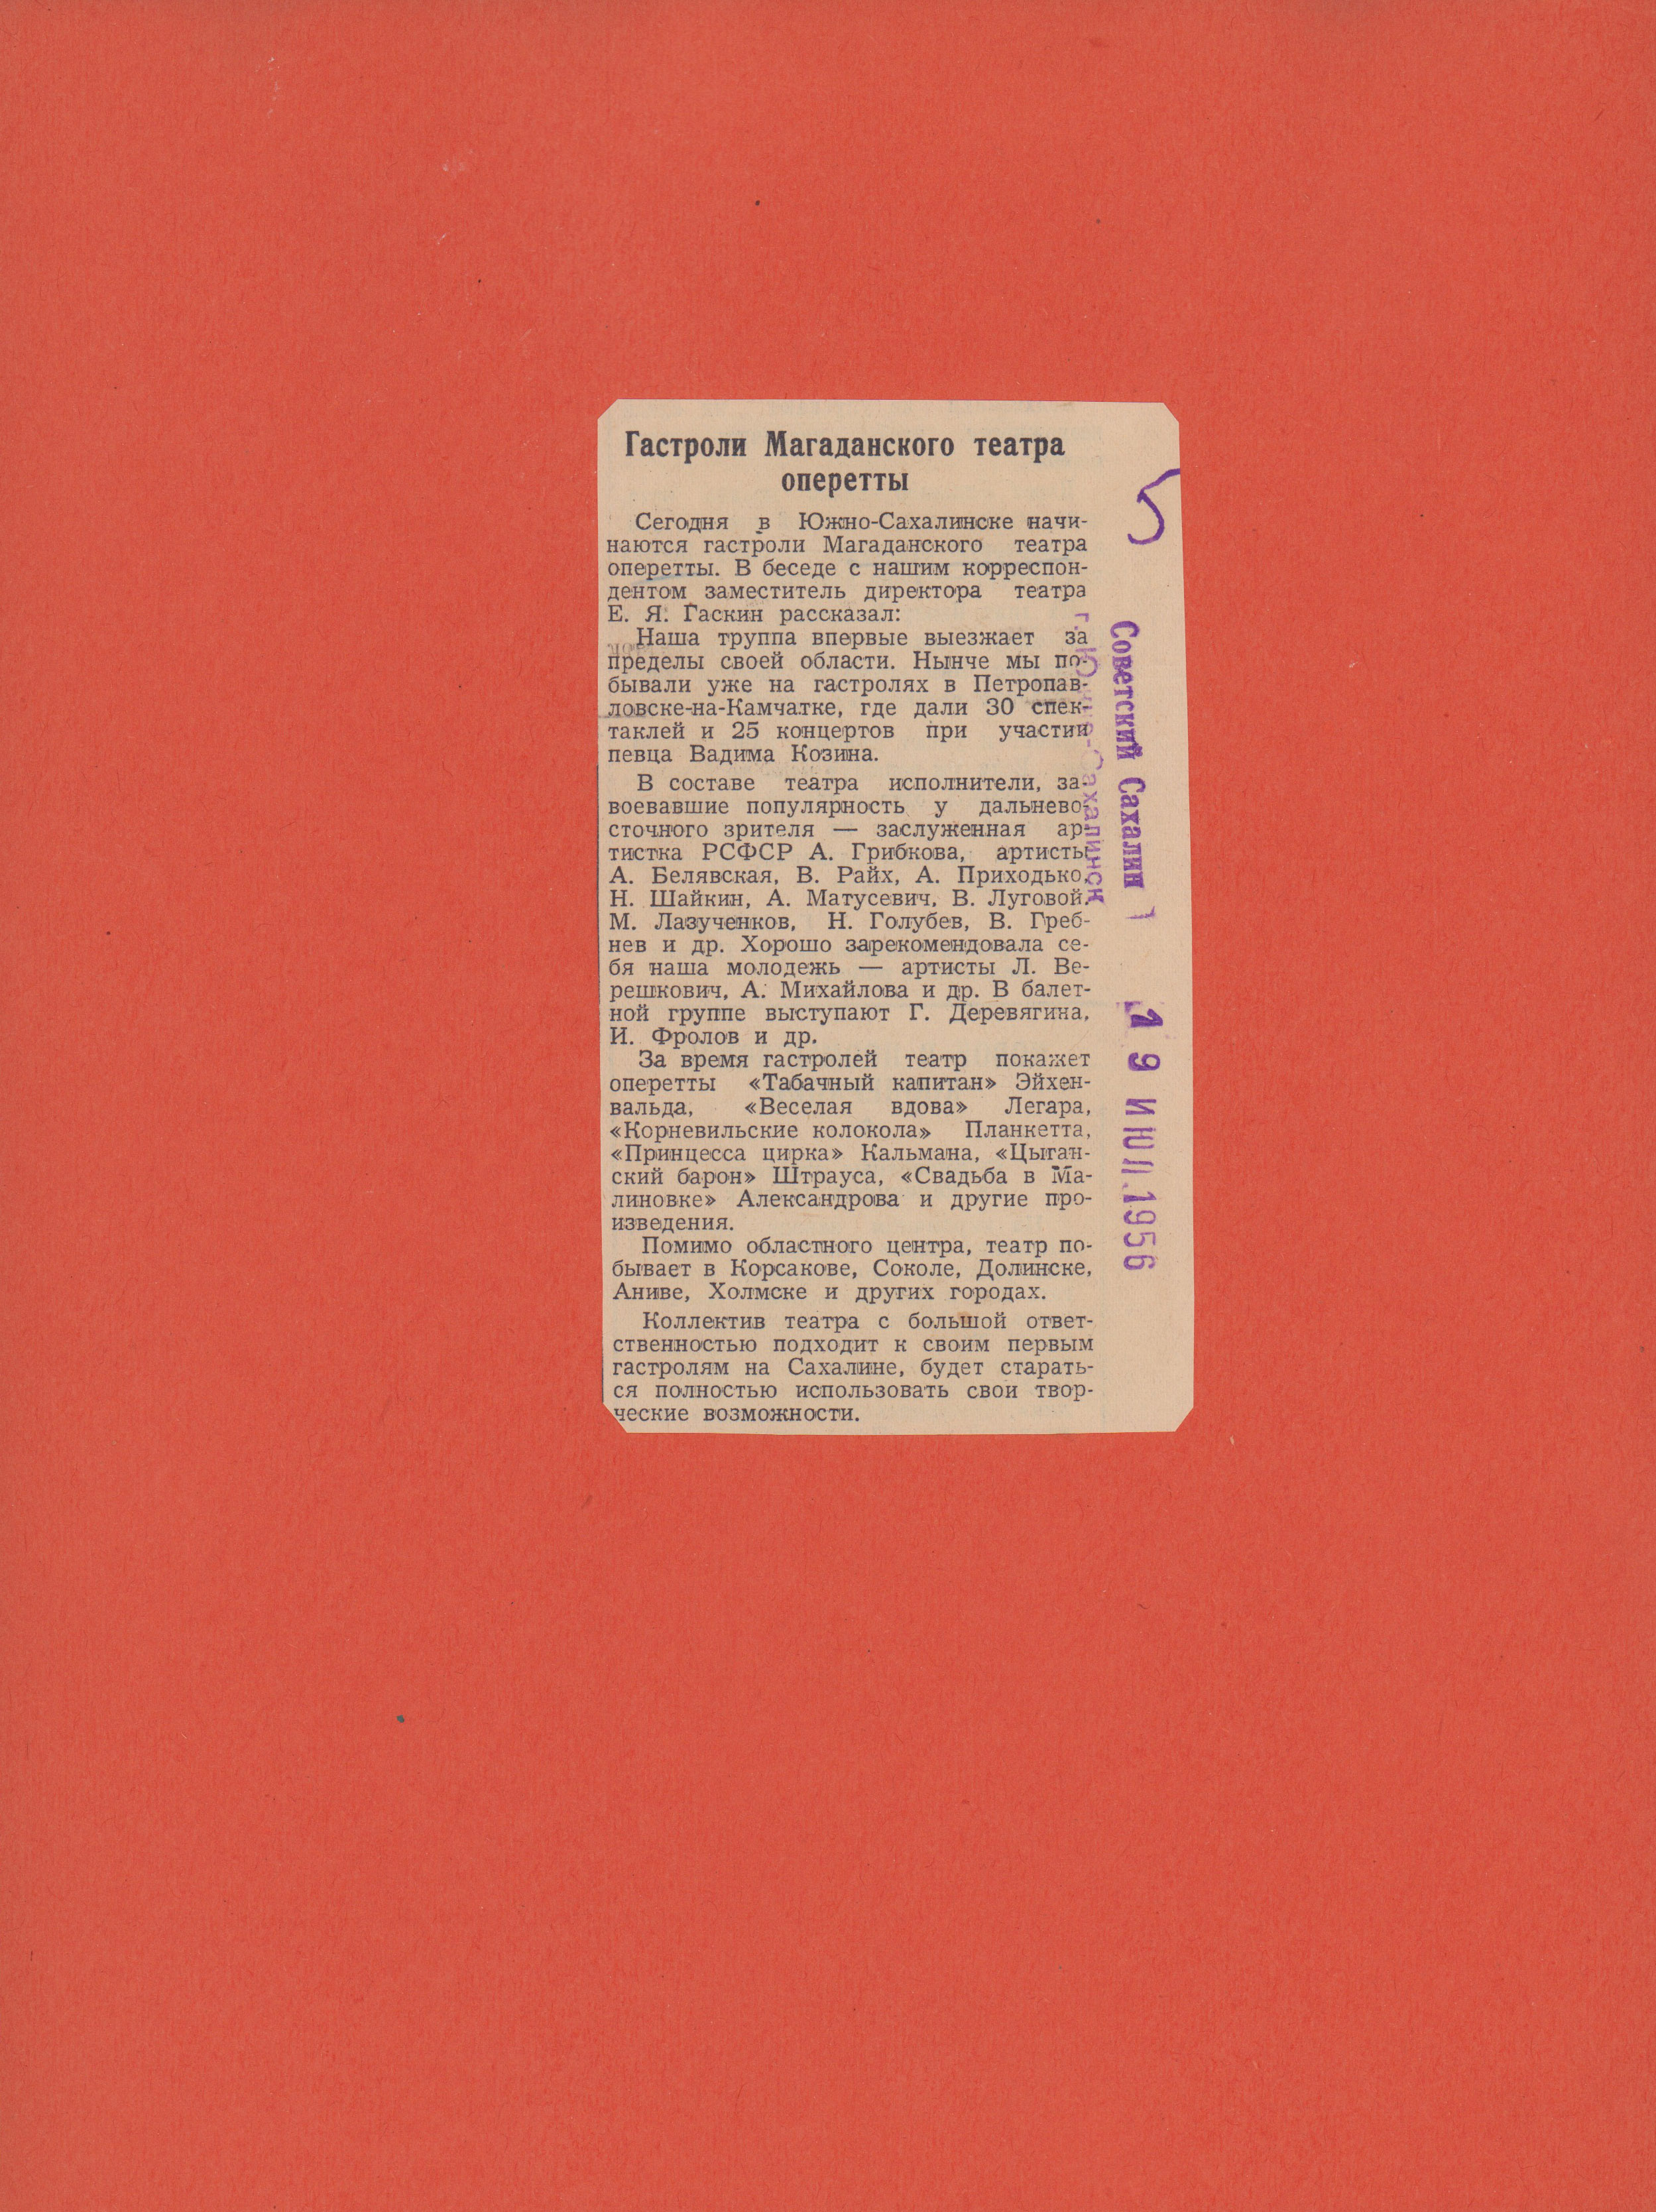 Гастроли Магаданского театра
оперетты
Сегодня в Южно-Сахалинске начи-
наются гастроли Магаданского театра
оперетты. В беседе с нашим корреспон-
дентом заместитель директора театра
Е. Я. Гаскин рассказал:
Наша труппа впервые выезжает за
пределы своей области. Нынче мы по-
бывали уже на гастролях в Петропав-
ловске-на-Камчатке, где дали 30 спек-
таклей и 25 концертов при участии
певца Вадима Козина.
В составе театра исполнители, за-
воевавшие популярность у дальнево-
сточного зрителя — заслуженная ар-
тистка РСФСР А. Грибкова, артисты
А. Белявская, В. Райх, А. Приходько,
Н. Шайкин, А. Матусевич, В. Луговой,
М. Лазученков, Н. Голубев, В. Греб-
нев и др. Хорошо зарекомендовала се-
бя наша молодежь — артисты Л. Ве-
решкович, А. Михайлова и др. В балет-
ной группе выступают Г. Деревягина,
И. Фролов и др.
За время гастролей театр покажет
оперетты «Табачный капитан» Эйхен-
вальда, «Веселая вдова» Легара,
«Корневильские колокола» Планкетта,
«Принцесса цирка» Кальмана, «Цыган-
ский барон» Штрауса, «Свадьба в Ма-
линовке» Александрова и другие про-
изведения.
Помимо областного центра, театр по-
бывает в Корсакове, Соколе, Долинске,
Аниве, Холмске и других городах.
Коллектив театра с большой ответ-
ственностью подходит к своим первым
гастролям на Сахалине, будет старать-
ся полностью использовать свои твор-
ческие возможности.
5
Советский Сахалин
г. Южно-Сахалинск
19 ИЮЛ 1956